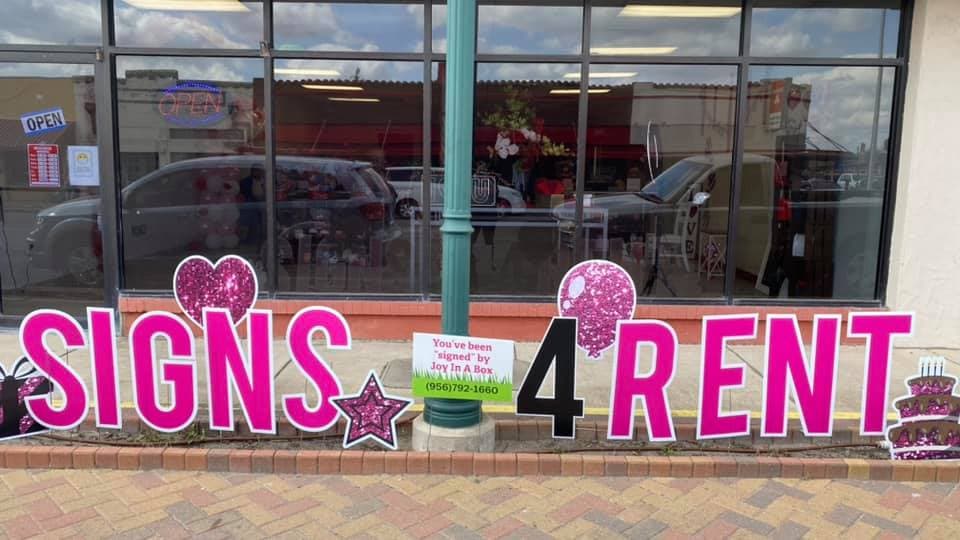 OPEN
OPEN
SIGNS 4 RENT
You've been
"signed" by
Joy In A Box
(956)792-1660